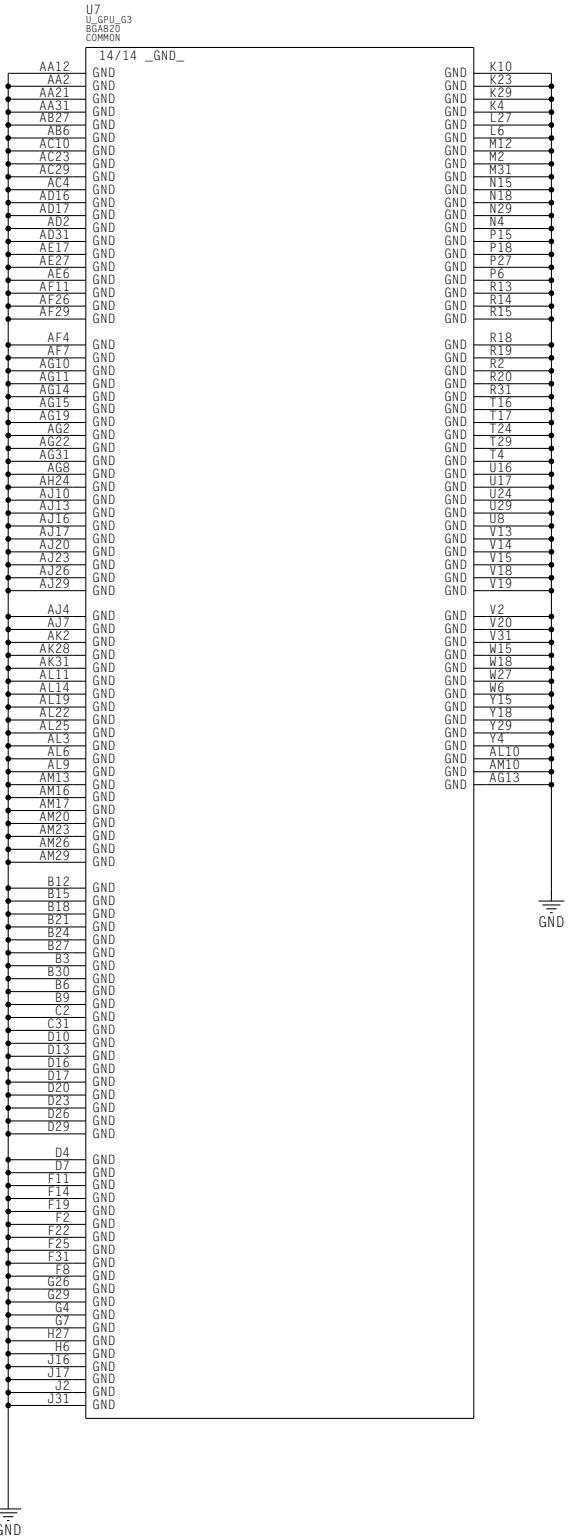 U7
U_GPU_G3
BGA820
COMMON
14/14 _GND_
AA12 GND GND K10
AA2 GND GND K23
AA21 GND GND K29
AA31 GND GND K4
AB27 GND GND L27
AB6 GND GND L6
AC10 GND GND M12
AC23 GND GND M2
AC29 GND GND M31
AC4 GND GND N15
AD16 GND GND N18
AD17 GND GND N29
AD2 GND GND N4
AD31 GND GND P15
AE17 GND GND P18
AE27 GND GND P27
AE6 GND GND P6
AF11 GND GND R13
AF26 GND GND R14
AF29 GND GND R15
AF4 GND GND R18
AF7 GND GND R19
AG10 GND GND R2
AG11 GND GND R20
AG14 GND GND R31
AG15 GND GND T16
AG19 GND GND T17
AG2 GND GND T24
AG22 GND GND T29
AG31 GND GND T4
AG8 GND GND U16
AH24 GND GND U17
AJ10 GND GND U24
AJ13 GND GND U29
AJ16 GND GND U8
AJ17 GND GND V13
AJ20 GND GND V14
AJ23 GND GND V15
AJ26 GND GND V18
AJ29 GND GND V19
AJ4 GND GND V2
AJ7 GND GND V20
AK2 GND GND V31
AK28 GND GND W15
AK31 GND GND W18
AL11 GND GND W27
AL14 GND GND W6
AL19 GND GND Y15
AL22 GND GND Y18
AL25 GND GND Y29
AL3 GND GND Y4
AL6 GND GND AL10
AL9 GND GND AM10
AM13 GND GND AG13
AM16 GND
AM17 GND
AM20 GND
AM23 GND
AM26 GND
AM29 GND
B12 GND
B15 GND
B18 GND
B21 GND
GND
B24 GND
B27 GND
B3 GND
B30 GND
B6 GND
B9 GND
C2 GND
C31 GND
D10 GND
D13 GND
D16 GND
D17 GND
D20 GND
D23 GND
D26 GND
D29 GND
D4 GND
D7 GND
F11 GND
F14 GND
F19 GND
F2 GND
F22 GND
F25 GND
F31 GND
F8 GND
G26 GND
G29 GND
G4 GND
G7 GND
H27 GND
H6 GND
J16 GND
J17 GND
J2 GND
J31 GND
GND